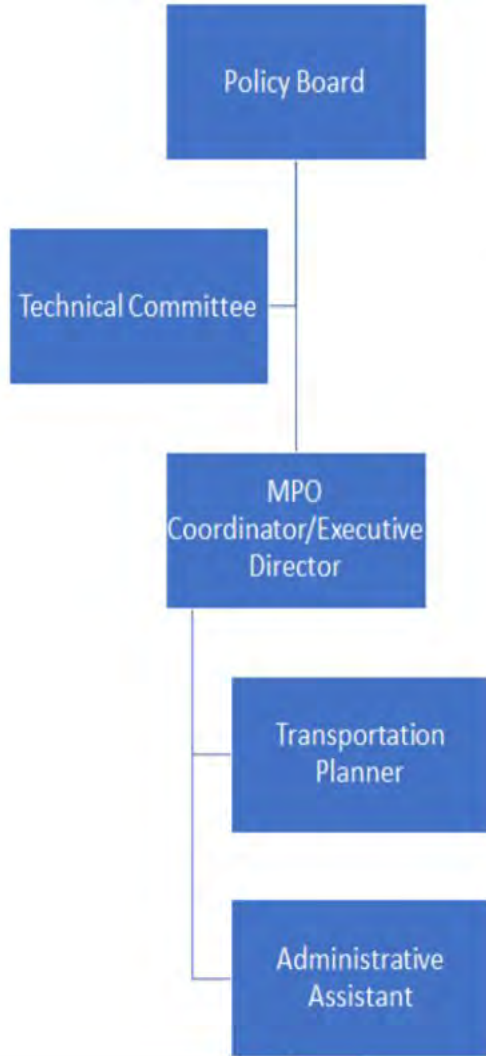 Policy Board
Technical Committee
MPO
Coordinator/Executive
Director
Transportation
Planner
Administrative
Assistant